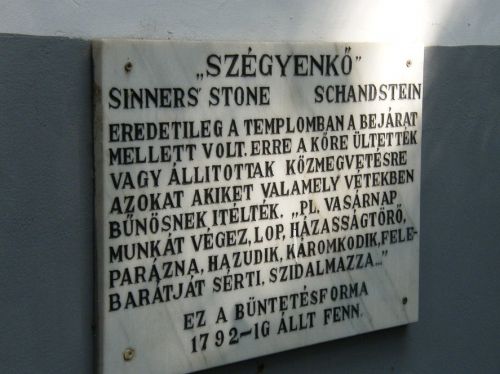 „SZÉGYENKŐ”
SINNERS' STONE SCHANDSTEIN
EREDETILEG A TEMPLOMBAN A BEJÁRAT
MELLETT VOLT. ERRE A KŐRE ÜLTETTÉK
VAGY ÁLLITOTTAK KÖZMEGVETÉSRE
AZOKAT AKIKET VALAMELY VÉTEKBEN
BŰNÖSNEK ITÉLTÉK. „PL. VASÁRNAP
MUNKÁT VÉGEZ, LOP, HÁZASSÁGTÖRŐ,
PARÁZNA, HAZUDIK, KÁROMKODIK, FELE-
BARÁTJÁT SÉRTI, SZIDALMAZZA...”
EZ A BÜNTETÉSFORMA
1792-IG ÁLLT FENN.